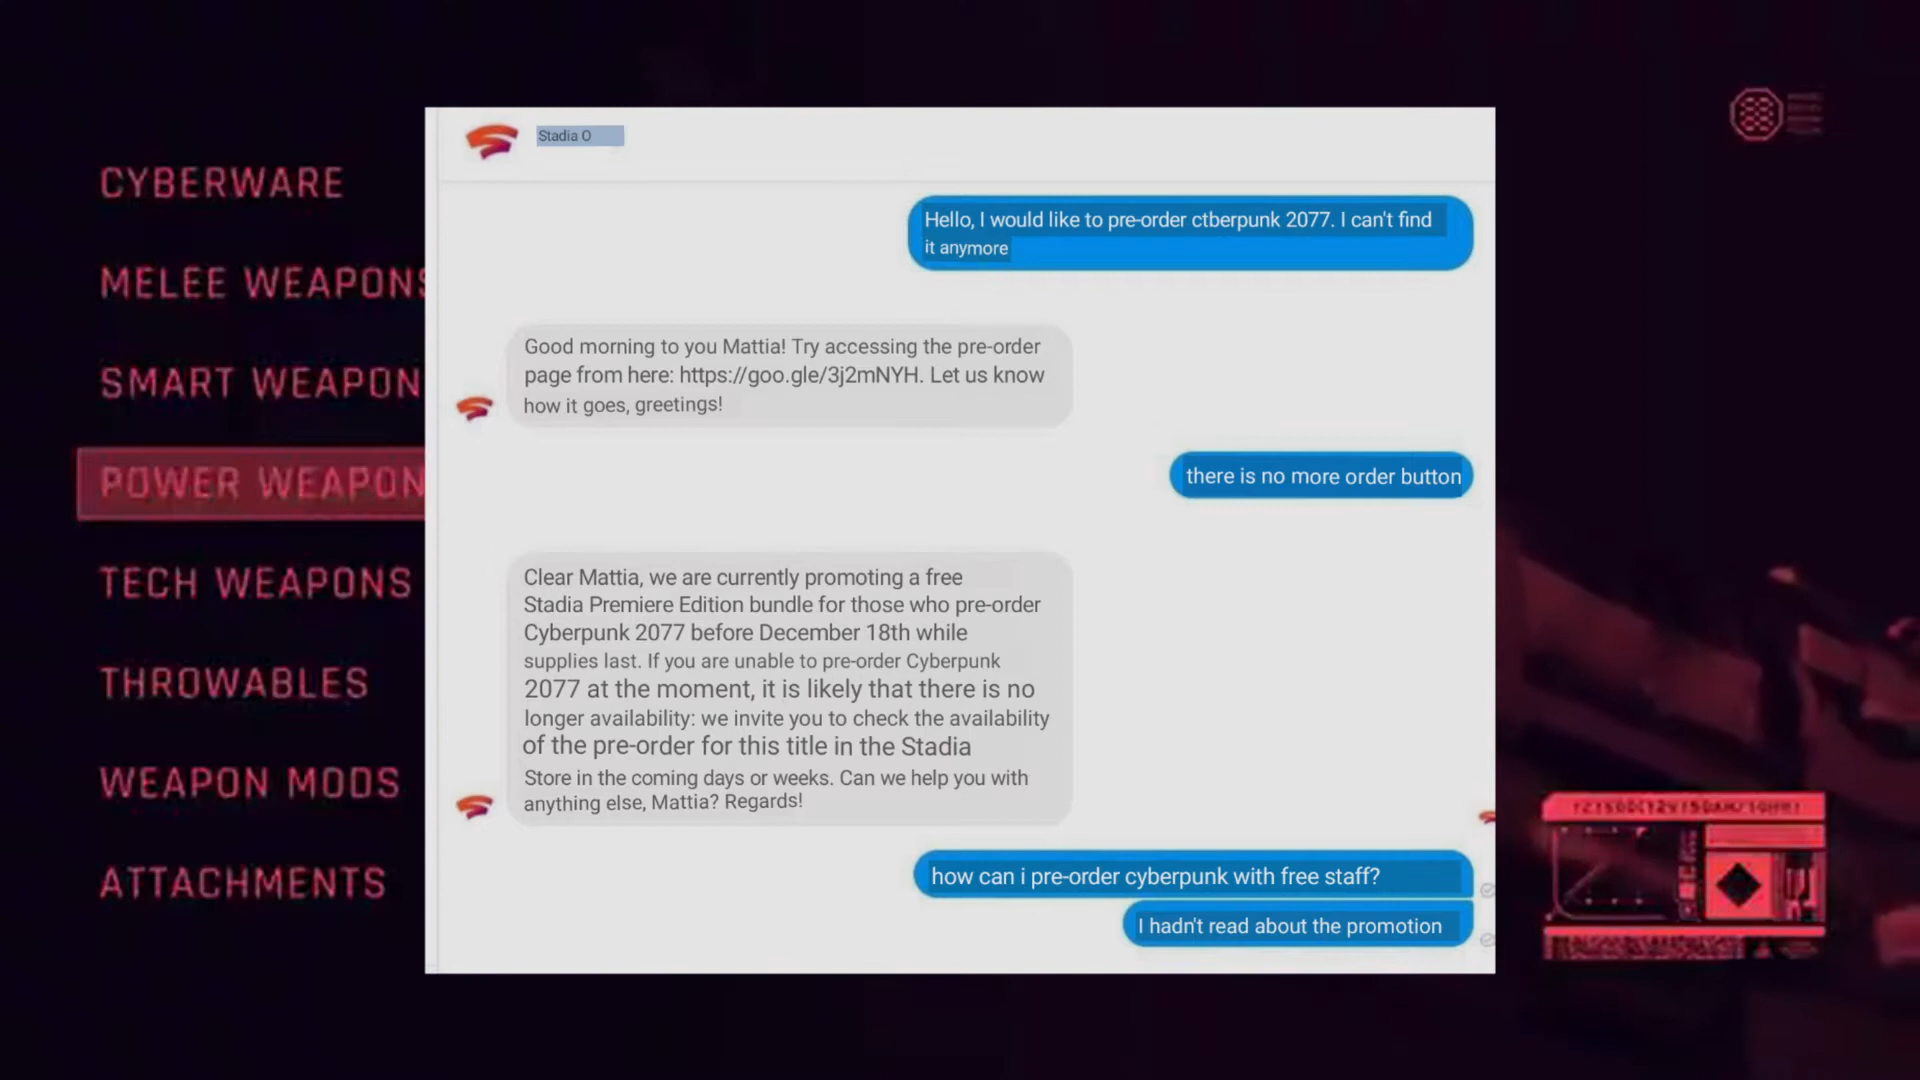 CYBERWARE
MELEE WEAPONS
SMART WEAPON
POWER WEAPON
TECH WEAPONS
THROWABLES
WEAPON MODS
ATTACHMENTS
Stadia O
Hello, I would like to pre-order ctberpunk 2077. I can't find
it anymore
Good morning to you Mattia! Try accessing the pre-order
page from here: https://goo.gle/3j2mNYH. Let us know
how it goes, greetings!
there is no more order button
Clear Mattia, we are currently promoting a free
Stadia Premiere Edition bundle for those who pre-order
Cyberpunk 2077 before December 18th while
supplies last. If you are unable to pre-order Cyberpunk
2077 at the moment, it is likely that there is no
longer availability: we invite you to check the availability
of the pre-order for this title in the Stadia
Store in the coming days or weeks. Can we help you with
anything else, Mattia? Regards!
how can i pre-order cyberpunk with free staff?
I hadn't read about the promotion